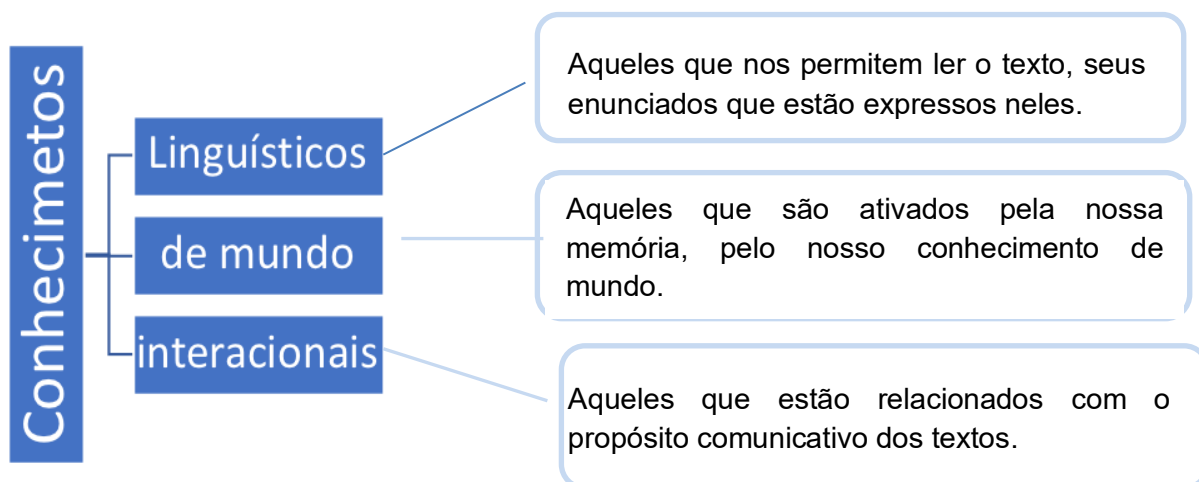 Conhecimetos
Linguísticos
Aqueles que nos permitem ler o texto, seus
enunciados que estão expressos neles.
de mundo
Aqueles que são ativados pela nossa
memória, pelo nosso conhecimento de
mundo.
interacionais
Aqueles que estão relacionados com o
propósito comunicativo dos textos.